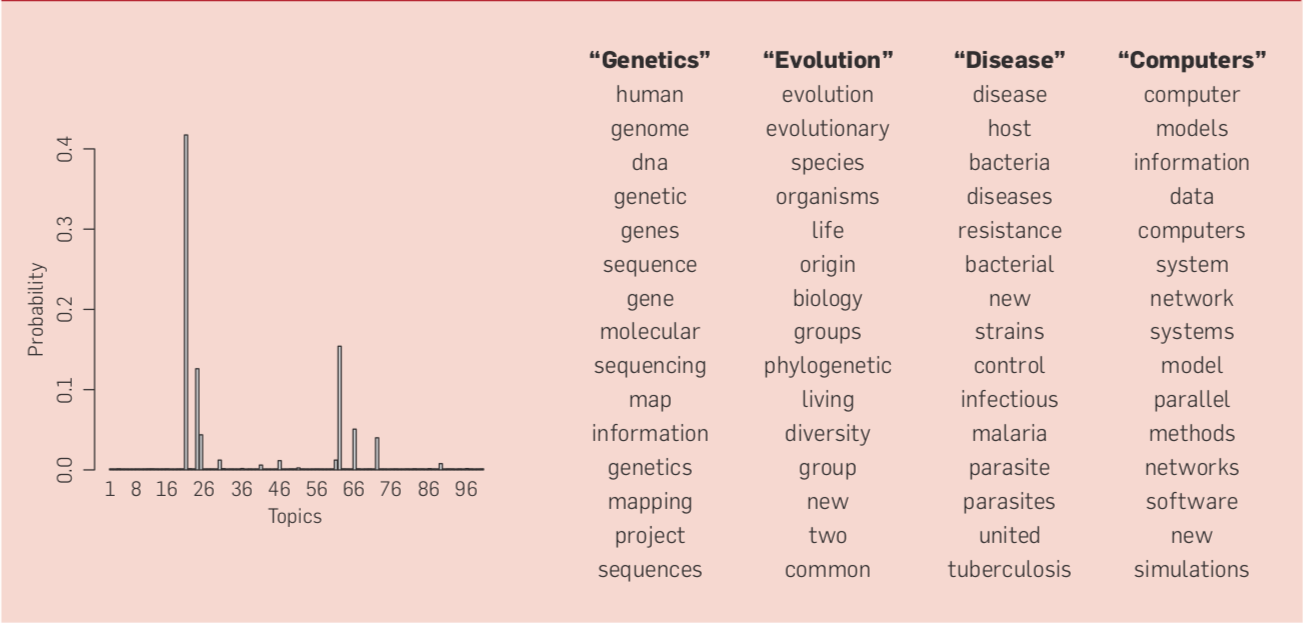 “Genetics” “Evolution” “Disease” “Computers”
human evolution disease computer
genome evolutionary host models
dna species bacteria information
genetic organisms diseases data
genes life resistance computers
sequence origin bacterial system
gene biology new network
molecular groups strains systems
sequencing phylogenetic control model
map living infectious parallel
information diversity malaria methods
genetics group parasite networks
mapping new parasites software
project two united new
sequences common tuberculosis simulations
Probability
0.4
0.3
0.2
0.1
0.0
1 8 16 26 36 46 56 66 76 86 96
Topics